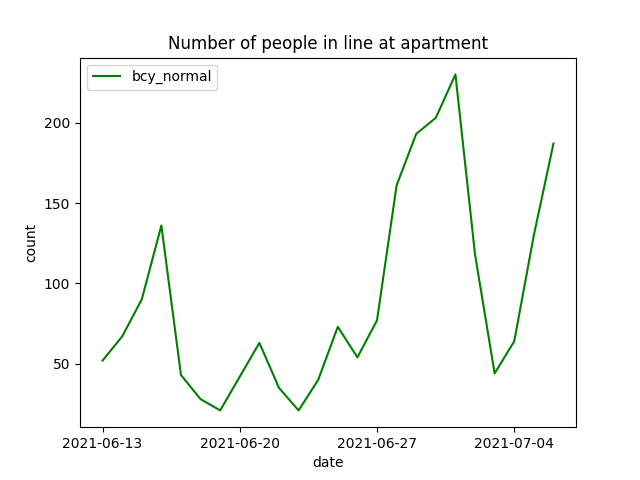 Number of people in line at apartment
bcy_normal
200
150
100
50
count
2021-06-13 2021-06-20 2021-06-27 2021-07-04
date